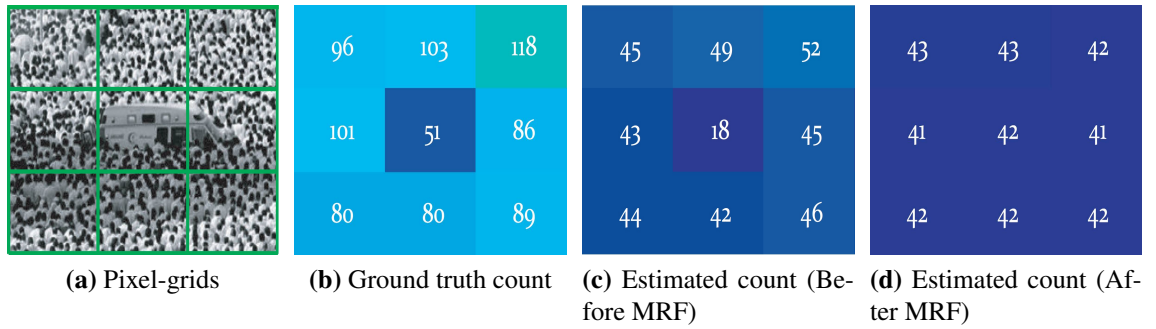 96 103 118
101 51 86
80 80 89
45 49 52
43 18 45
44 42 46
43 43 42
41 42 41
42 42 42
(a) Pixel-grids
(b) Ground truth count
(c) Estimated count (Be-
fore MRF)
(d) Estimated count (Af-
ter MRF)